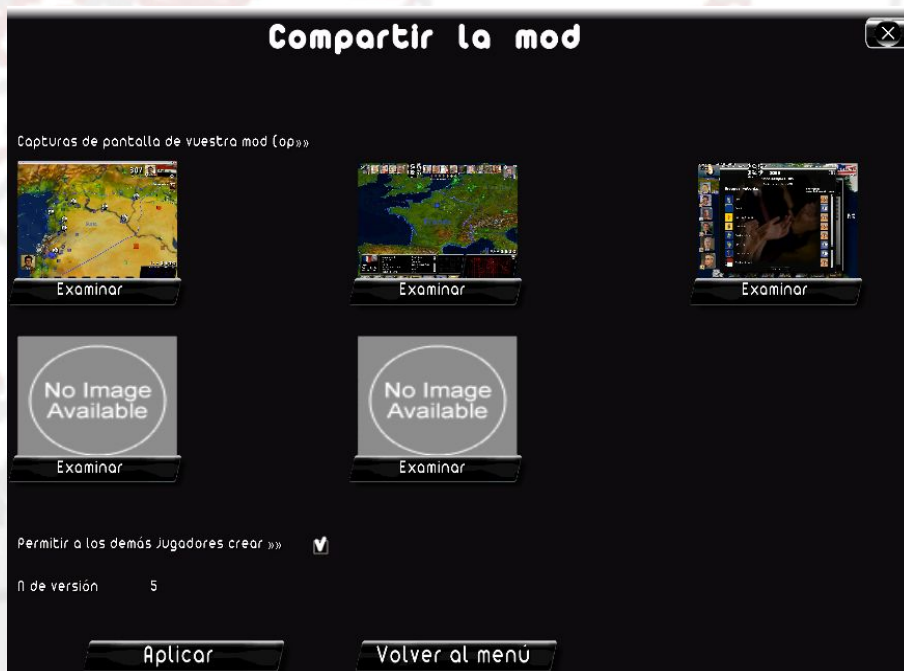 Compartir la mod
Capturas de pantalla de vuestra mod (op»»
Examinar
Examinar
Examinar
No Image
Available
No Image
Available
Examinar
Examinar
Permitir a los demás jugadores crear »»
N de versión 5
Aplicar
Volver al menú